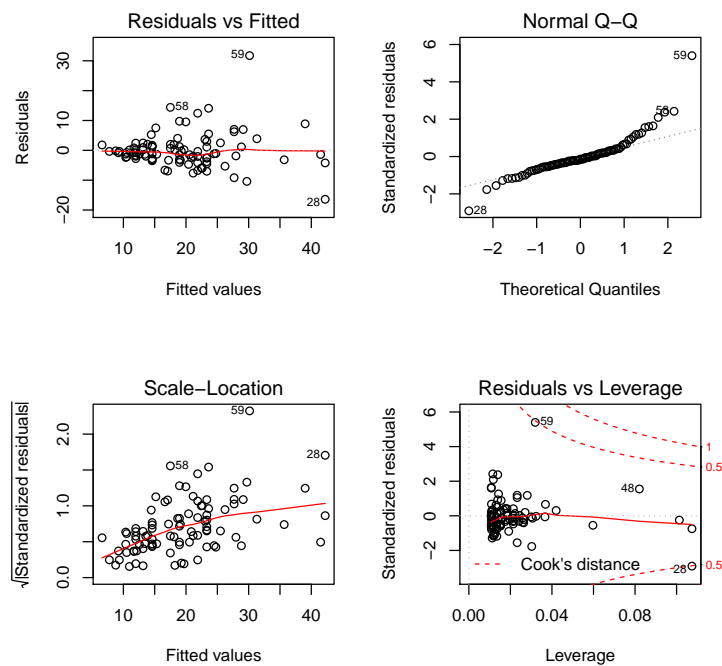 Residuals vs Fitted
Residuals
30
10
0
−20
59
58
28
10 20 30 40
Fitted values
Normal Q−Q
Standardized residuals
6
4
2
0
−2
59
58
28
−2 −1 0 1 2
Theoretical Quantiles
Scale−Location
√|Standardized residuals|
2.0
1.0
0.0
59
28
58
10 20 30 40
Fitted values
Residuals vs Leverage
Standardized residuals
6
4
2
0
−2
59
48
28
1
0.5
0.5
Cook's distance
0.00 0.04 0.08
Leverage